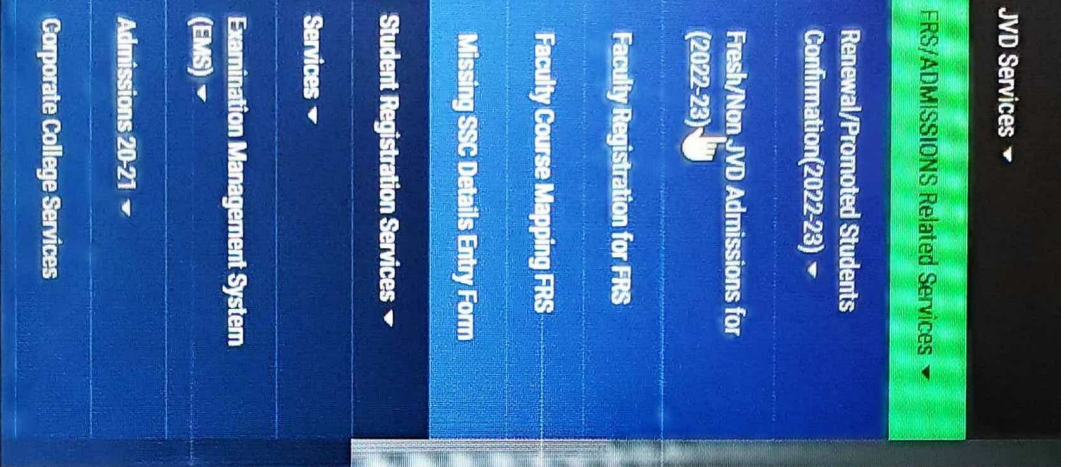 JVD Services ▼
FRS/ADMISSIONS Related Services ▼
Renewal/Promoted Students
Confirmation(2022-23) ▼
Fresh/Non JVD Admissions for
(2022-23)
Faculty Registration for FRS
Faculty Course Mapping FRS
Missing SSC Details Entry Form
Student Registration Services ▼
Services ▼
Examination Management System
(EMS) ▼
Admissions 20-21 ▼
Corporate College Services